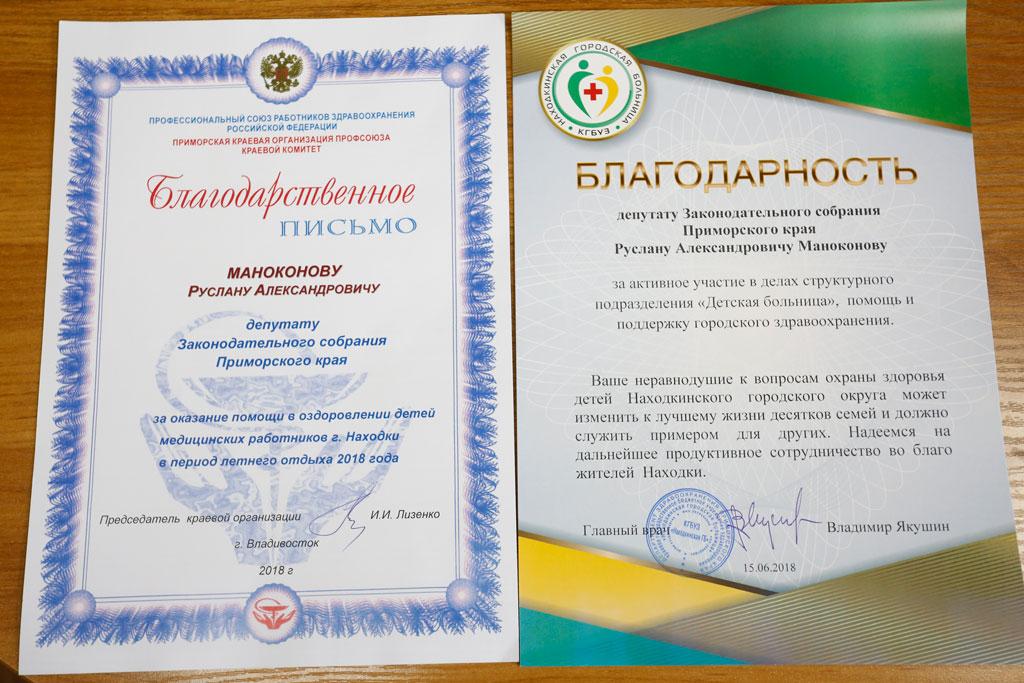 ПРОФЕССИОНАЛЬНЫЙ СОЮЗ РАБОТНИКОВ ЗДРАВООХРАНЕНИЯ
РОССИЙСКОЙ ФЕДЕРАЦИИ
ПРИМОРСКАЯ КРАЕВАЯ ОРГАНИЗАЦИЯ ПРОФСОЮЗА
КРАЕВОЙ КОМИТЕТ
Благодарственное
ПИСЬМО
МАНОКОНОВУ
РУСЛАНУ АЛЕКСАНДРОВИЧУ
депутату
Законодательного собрания
Приморского края
за оказание помощи в оздоровлении детей
медицинских работников г. Находки
в период летнего отдыха 2018 года
Председатель краевой организации И.И. Лизенко
г. Владивосток
2018 г
НАХОДКИНСКАЯ ГОРОДСКАЯ БОЛЬНИЦА
КГБУЗ
БЛАГОДАРНОСТЬ
депутату Законодательного собрания
Приморского края
Руслану Александровичу Маноконову
за активное участие в делах структурного
подразделения «Детская больница», помощь и
поддержку городского здравоохранения.
Ваше неравнодушие к вопросам охраны здоровья
детей Находкинского городского округа может
изменить к лучшему жизни десятков семей и должно
служить примером для других. Надеемся на
дальнейшее продуктивное сотрудничество во благо
жителей Находки.
Главный врач Владимир Якушин
КГБУЗ
15.06.2018